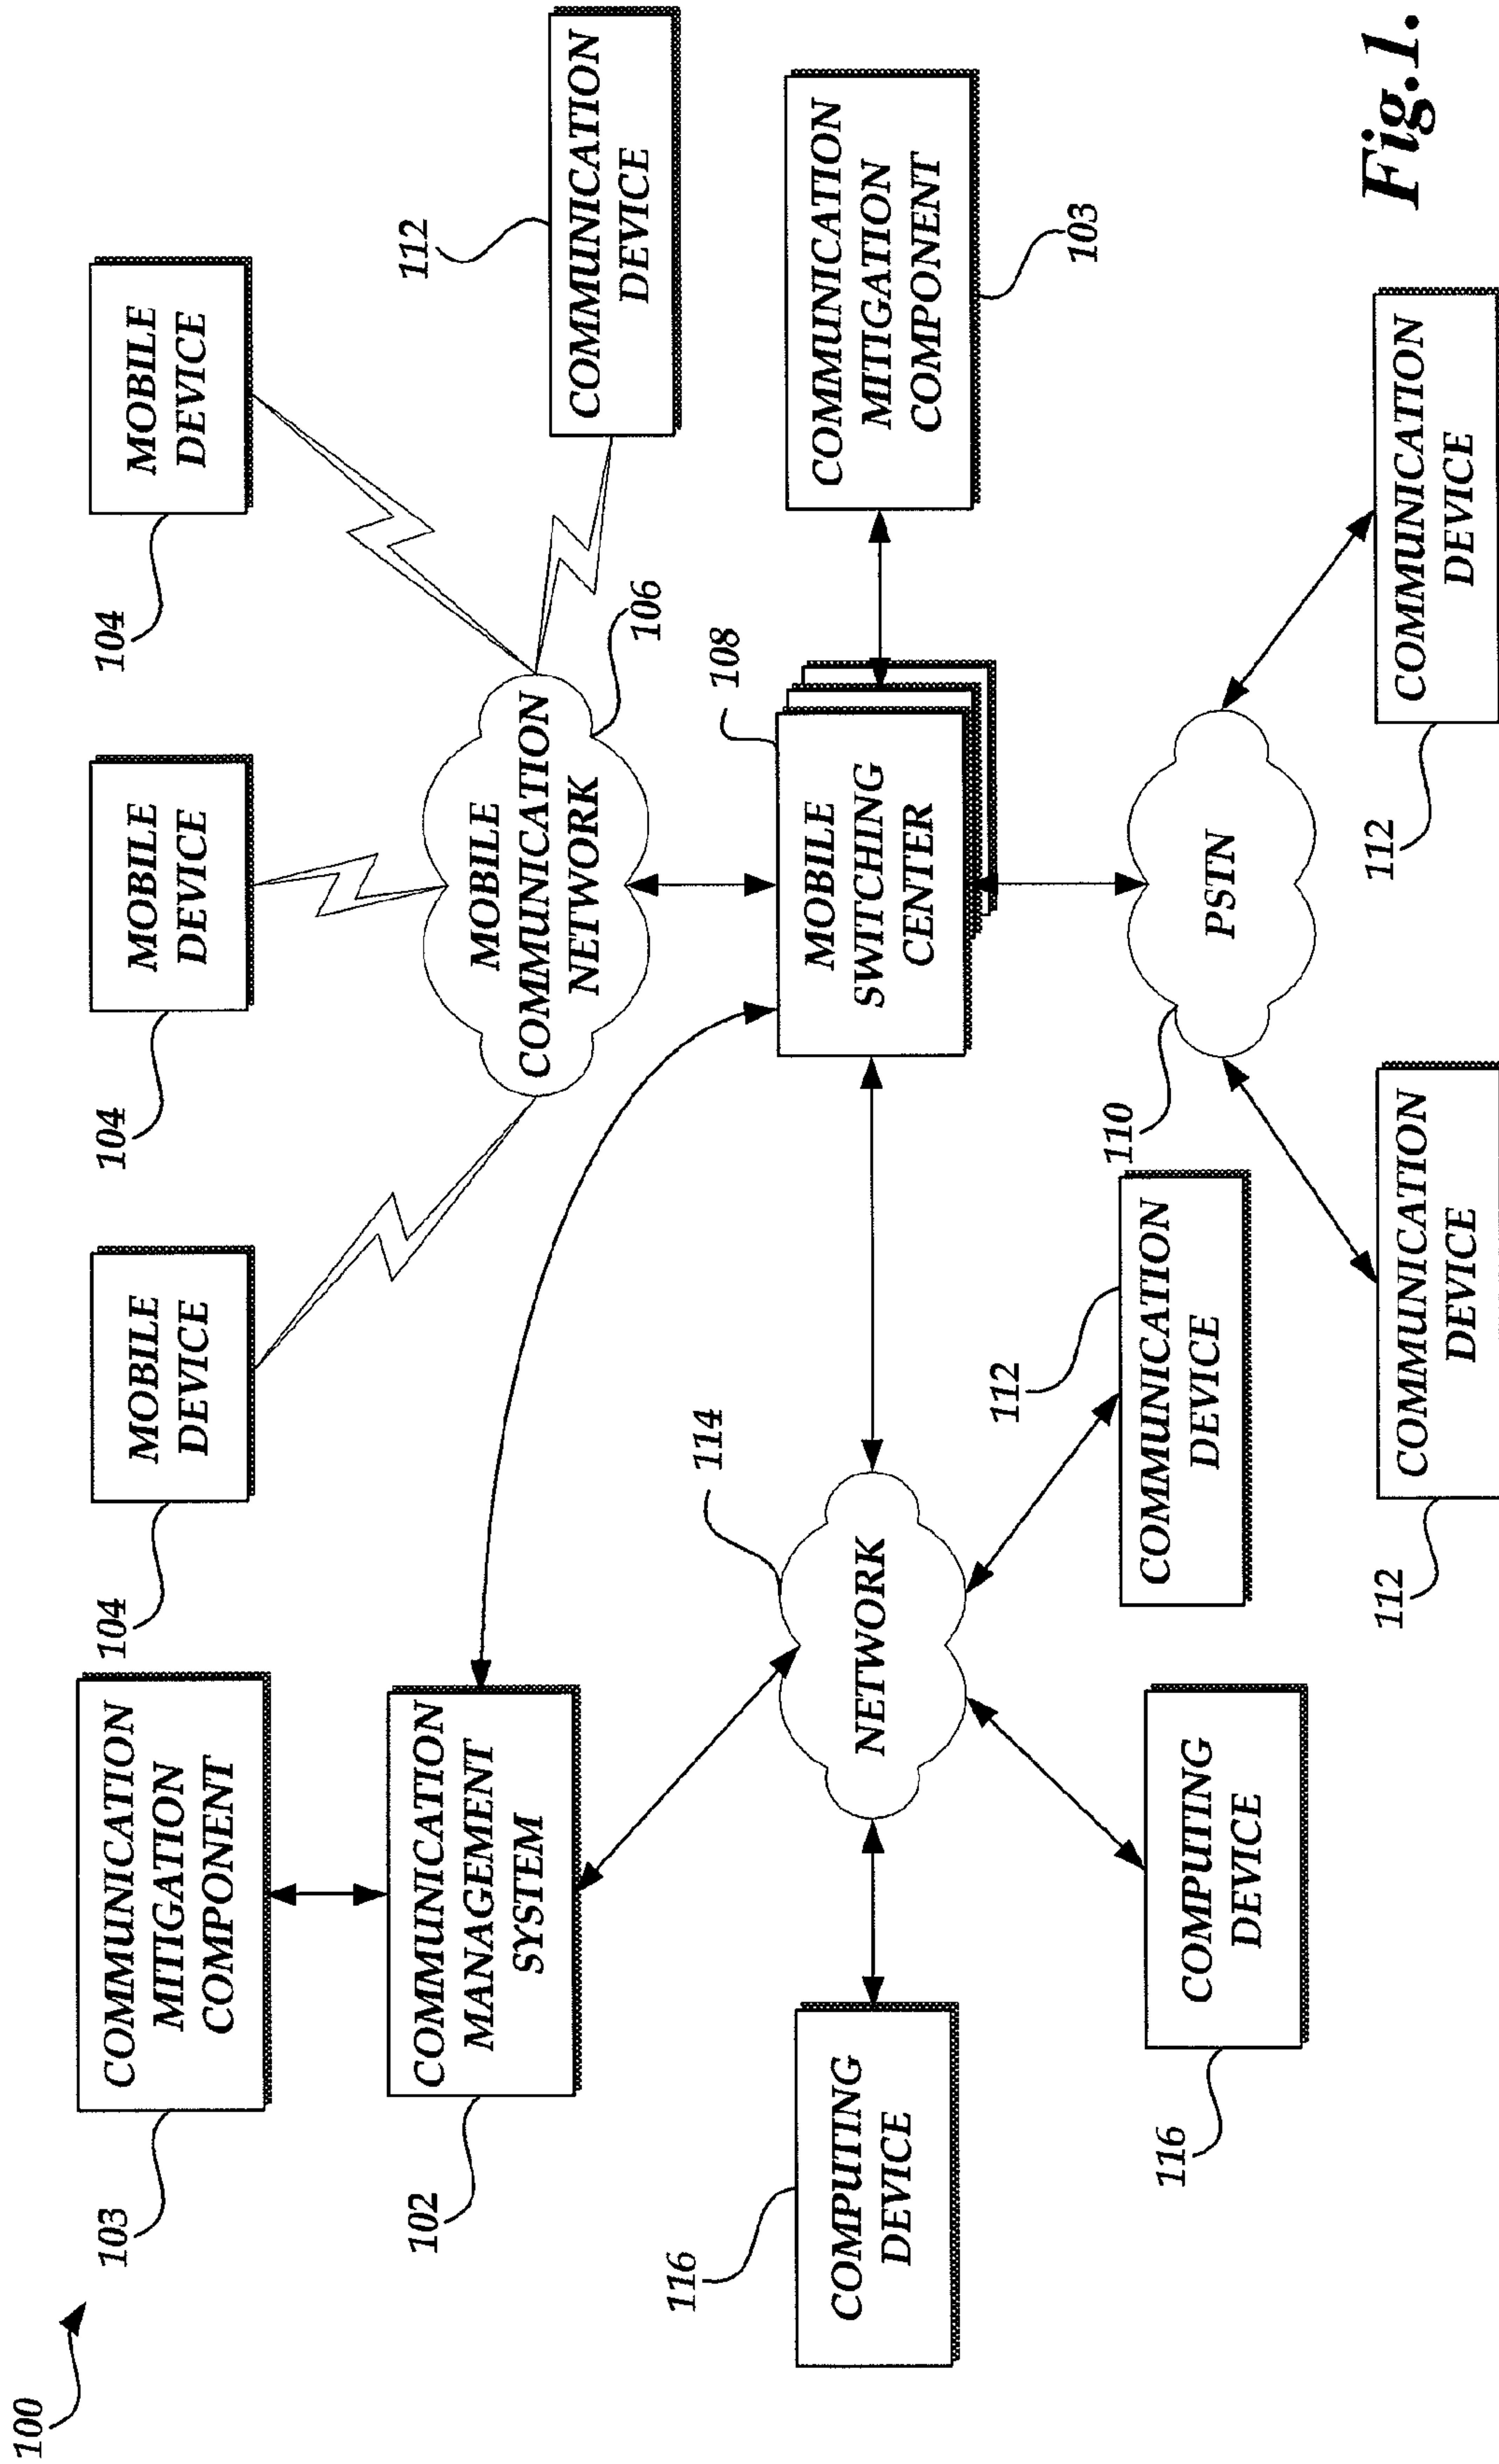 100
103
COMMUNICATION
MITIGATION
COMPONENT
104
MOBILE
DEVICE
104
MOBILE
DEVICE
104
MOBILE
DEVICE
102
COMMUNICATION
MANAGEMENT
SYSTEM
MOBILE
COMMUNICATION
NETWORK
106
112
COMMUNICATION
DEVICE
116
COMPUTING
DEVICE
114
NETWORK
108
MOBILE
SWITCHING
CENTER
COMMUNICATION
MITIGATION
COMPONENT
103
116
COMPUTING
DEVICE
112
COMMUNICATION
DEVICE
110
PSTN
112
COMMUNICATION
DEVICE
112
COMMUNICATION
DEVICE
Fig.1.